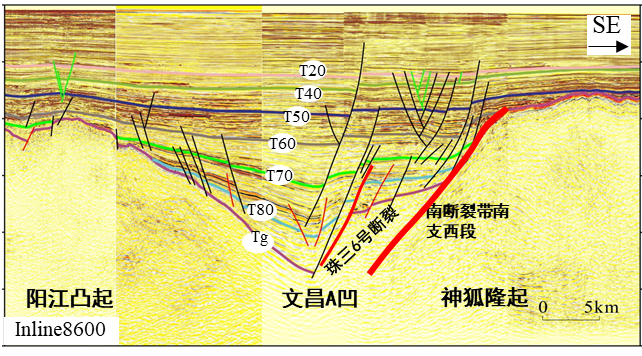 SE
T20
T40
T50
T60
T70
T80
Tg
珠三6号断裂
南断裂带南
支西段
阳江凸起
文昌A凹
神狐隆起
0 5km
Inline8600